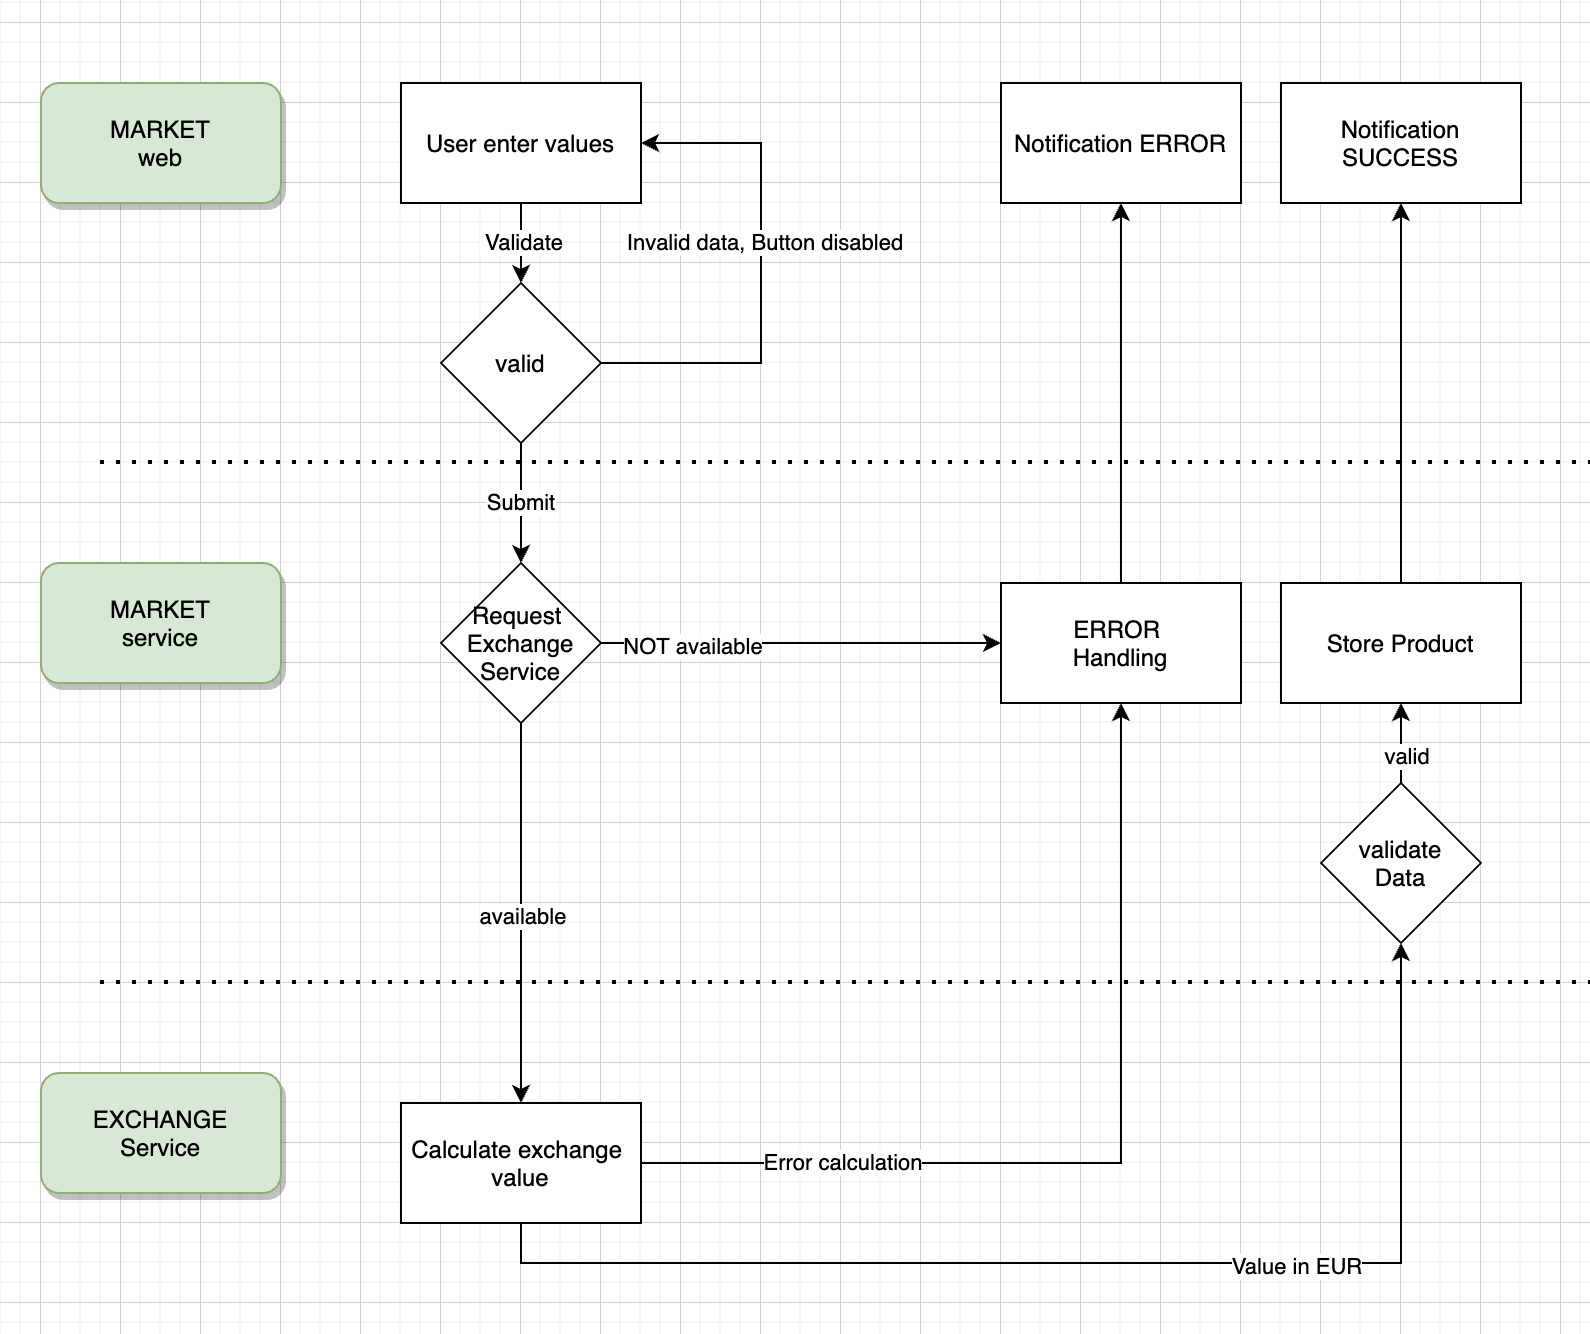 MARKET
web
User enter values
Notification ERROR
Notification
SUCCESS
Validate
Invalid data, Button disabled
valid
Submit
MARKET
service
Request
Exchange
Service
NOT available
ERROR
Handling
Store Product
valid
validate
Data
available
EXCHANGE
Service
Calculate exchange
value
Error calculation
Value in EUR